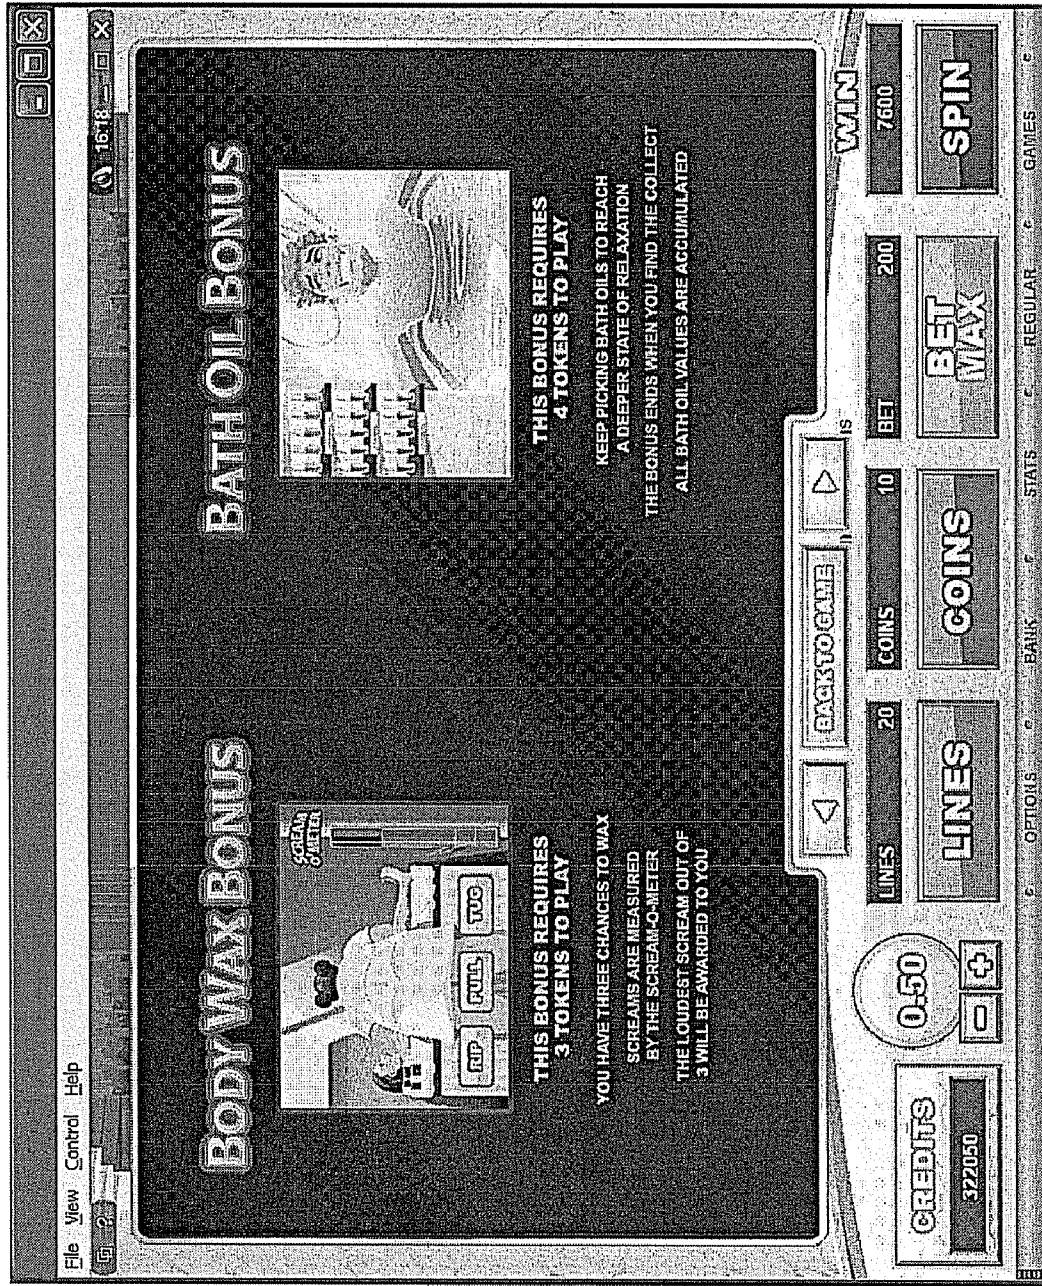 File View Control Help
?
16:18
BODY WAX BONUS
SCREAM
O'METER
RIP
PULL
TUG
THIS BONUS REQUIRES
3 TOKENS TO PLAY
YOU HAVE THREE CHANCES TO WAX
SCREAMS ARE MEASURED
BY THE SCREAM-O-METER
THE LOUDEST SCREAM OUT OF
3 WILL BE AWARDED TO YOU
BATH OIL BONUS
THIS BONUS REQUIRES
4 TOKENS TO PLAY
KEEP PICKING BATH OILS TO REACH
A DEEPER STATE OF RELAXATION
THE BONUS ENDS WHEN YOU FIND THE COLLECT
ALL BATH OIL VALUES ARE ACCUMULATED
BACK TO GAME
CREDITS
322050
0.50
- +
LINES 20
COINS 10
BET 200
WIN
7600
LINES
COINS
BET
MAX
SPIN
OPTIONS
BANK
STATS
REGULAR
GAMES